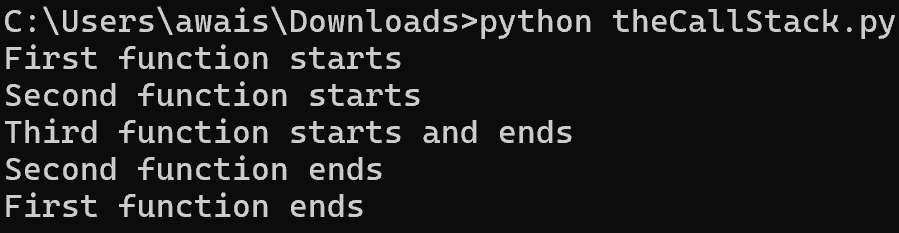 C:\Users\awais\Downloads>python theCallStack.py
First function starts
Second function starts
Third function starts and ends
Second function ends
First function ends